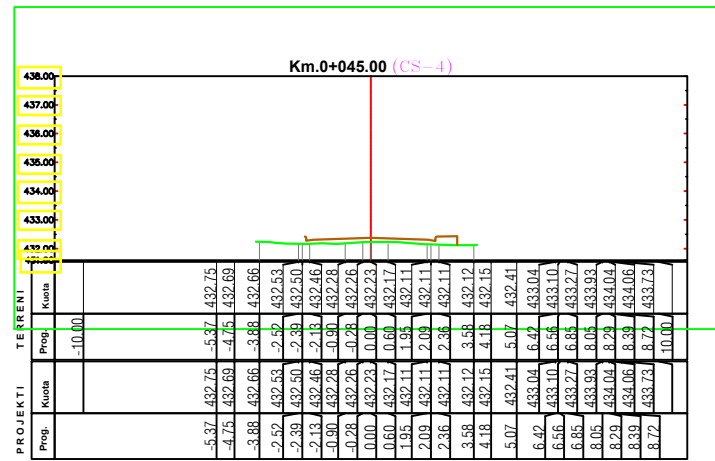 Km.0+045.00 (CS-4)
438.00
437.00
436.00
435.00
434.00
433.00
432.00
TERRENI
Kuota 432.75 432.69 432.66 432.53 432.50 432.46 432.28 432.26 432.23 432.17 432.11 432.11 432.11 432.12 432.15 432.41 433.04 433.10 433.27 433.93 434.04 434.06 433.73
Prog. -10.00 -5.37 -4.75 -3.88 -2.52 -2.39 -2.13 -0.90 -0.28 0.00 0.60 1.95 2.09 2.36 3.58 4.18 5.07 6.42 6.56 6.85 8.05 8.29 8.39 8.72 10.00
PROJEKTI
Kuota 432.75 432.69 432.66 432.53 432.50 432.46 432.28 432.26 432.23 432.17 432.11 432.11 432.11 432.12 432.15 432.41 433.04 433.10 433.27 433.93 434.04 434.06 433.73
Prog. -5.37 -4.75 -3.88 -2.52 -2.39 -2.13 -0.90 -0.28 0.00 0.60 1.95 2.09 2.36 3.58 4.18 5.07 6.42 6.56 6.85 8.05 8.29 8.39 8.72